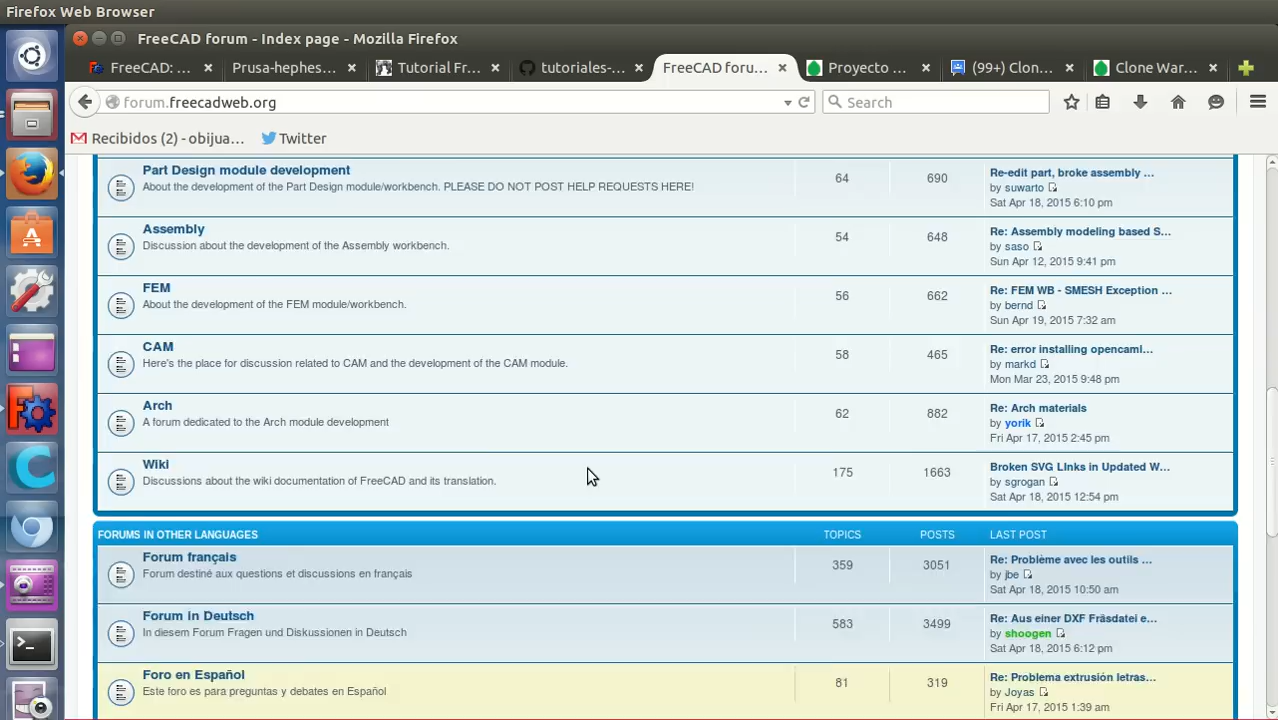 Firefox Web Browser
FreeCAD forum - Index page - Mozilla Firefox
FreeCAD: ...
Prusa-hephes...
Tutorial Fr...
tutoriales-...
FreeCAD foru...
Proyecto ...
(99+) Clon...
Clone War...
forum.freecadweb.org
Search
Recibidos (2) - obijua...
Twitter
Part Design module development
About the development of the Part Design module/workbench. PLEASE DO NOT POST HELP REQUESTS HERE!
64
690
Re-edit part, broke assembly ...
by suwarto
Sat Apr 18, 2015 6:10 pm
Assembly
Discussion about the development of the Assembly workbench.
54
648
Re: Assembly modeling based S...
by saso
Sun Apr 12, 2015 9:41 pm
FEM
About the development of the FEM module/workbench.
56
662
Re: FEM WB - SMESH Exception ...
by bernd
Sun Apr 19, 2015 7:32 am
CAM
Here's the place for discussion related to CAM and the development of the CAM module.
58
465
Re: error installing opencaml...
by markd
Mon Mar 23, 2015 9:48 pm
Arch
A forum dedicated to the Arch module development
62
882
Re: Arch materials
by yorik
Fri Apr 17, 2015 2:45 pm
Wiki
Discussions about the wiki documentation of FreeCAD and its translation.
175
1663
Broken SVG LInks in Updated W...
by sgrogan
Sat Apr 18, 2015 12:54 pm
FORUMS IN OTHER LANGUAGES
TOPICS
POSTS
LAST POST
Forum français
Forum destiné aux questions et discussions en français
359
3051
Re: Problème avec les outils ...
by jbe
Sat Apr 18, 2015 10:50 am
Forum in Deutsch
In diesem Forum Fragen und Diskussionen in Deutsch
583
3499
Re: Aus einer DXF Fräsdatei e...
by shoogen
Sat Apr 18, 2015 6:12 pm
Foro en Español
Este foro es para preguntas y debates en Español
81
319
Re: Problema extrusión letras...
by Joyas
Fri Apr 17, 2015 1:39 am